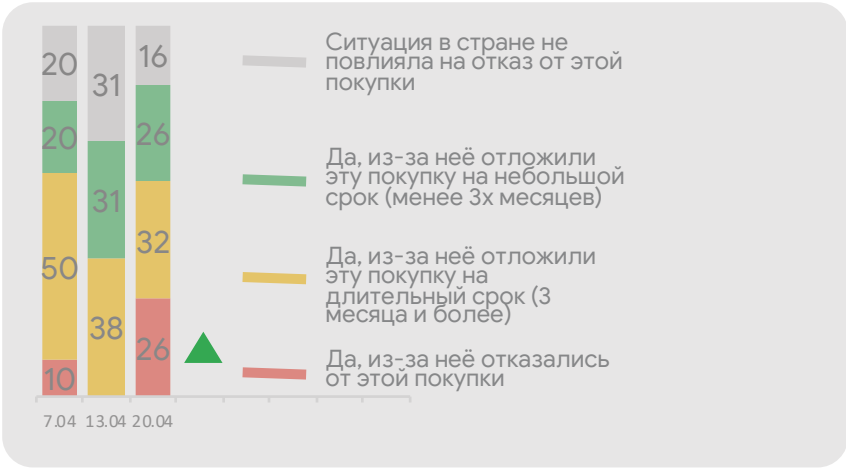 20
20
50
10
31
31
38
16
26
32
26
7.04 13.04 20.04
Ситуация в стране не
повлияла на отказ от этой
покупки
Да, из-за неё отложили
эту покупку на небольшой
срок (менее 3х месяцев)
Да, из-за неё отложили
эту покупку на
длительный срок (3
месяца и более)
Да, из-за неё отказались
от этой покупки